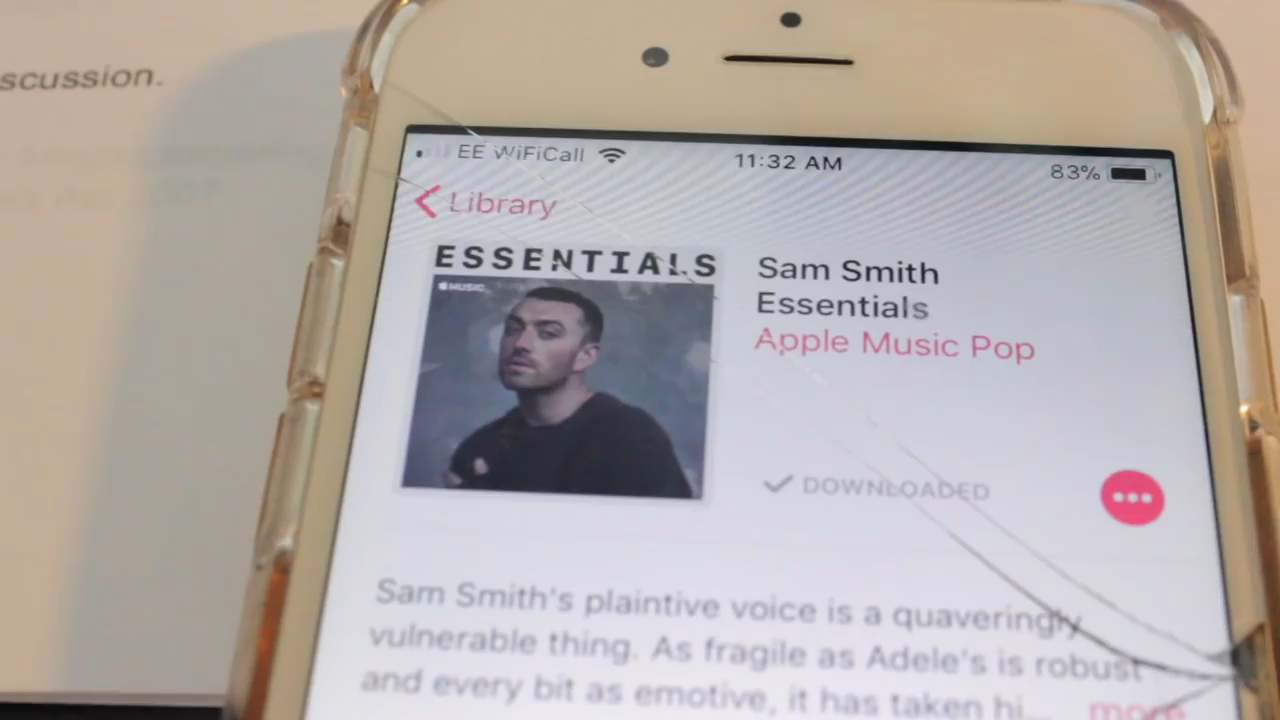 scussion.
EE WiFiCall
11:32 AM
83%
Library
ESSENTIALS
MUSIC
Sam Smith
Essentials
Apple Music Pop
DOWNLOADED
Sam Smith's plaintive voice is a quaveringly
vulnerable thing. As fragile as Adele's is robust
and every bit as emotive, it has taken hi... more